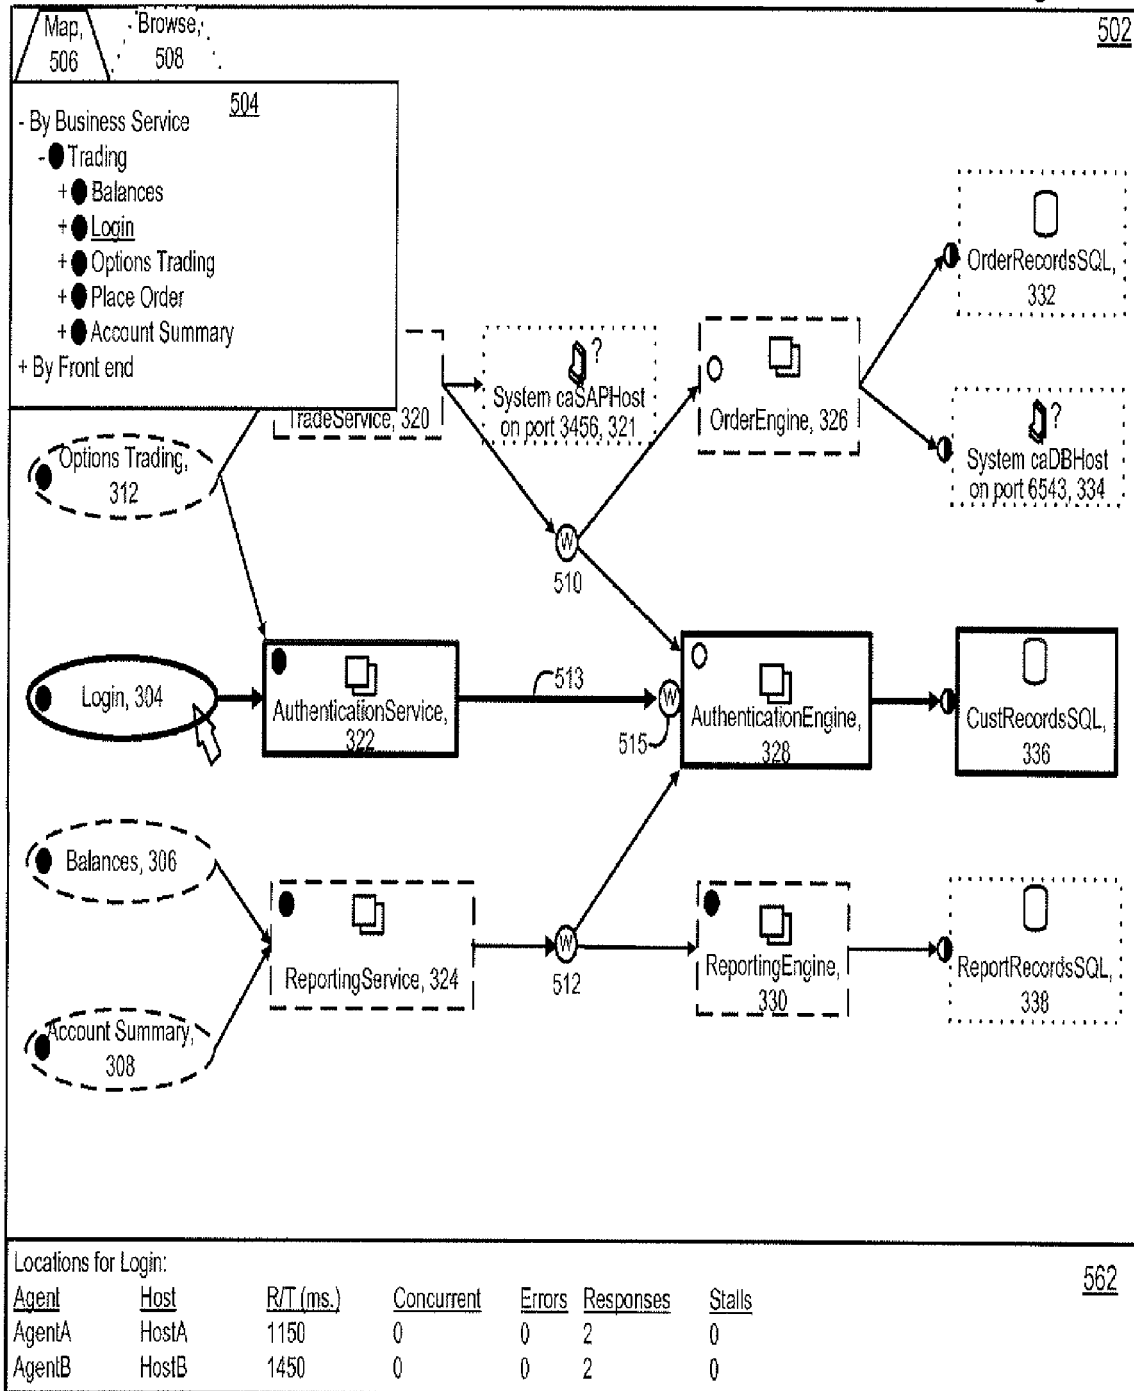 Map,
506
Browse,
508
502
504
- By Business Service
- Trading
+ Balances
+ Login
+ Options Trading
+ Place Order
+ Account Summary
+ By Front end
TradeService, 320
?
System caSAPHost
on port 3456, 321
OrderEngine, 326
OrderRecordsSQL,
332
?
System caDBHost
on port 6543, 334
Options Trading,
312
W
510
Login, 304
AuthenticationService,
322
513
W
515
AuthenticationEngine,
328
CustRecordsSQL,
336
Balances, 306
ReportingService, 324
W
512
ReportingEngine,
330
ReportRecordsSQL,
338
Account Summary,
308
Locations for Login:
562
Agent Host R/T (ms.) Concurrent Errors Responses Stalls
AgentA HostA 1150 0 0 2 0
AgentB HostB 1450 0 0 2 0